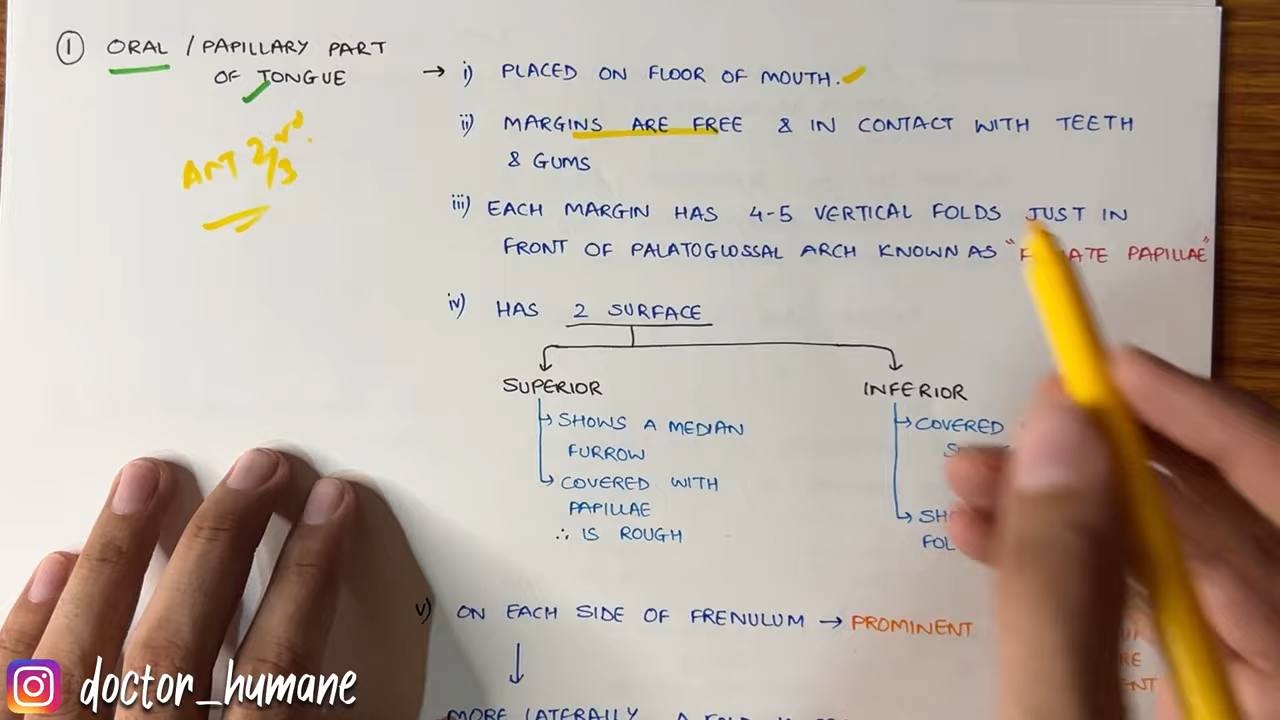 ① ORAL / PAPILLARY PART
OF TONGUE
ANT 2/3rd
→ i) PLACED ON FLOOR OF MOUTH.
ii) MARGINS ARE FREE & IN CONTACT WITH TEETH
& GUMS
iii) EACH MARGIN HAS 4-5 VERTICAL FOLDS JUST IN
FRONT OF PALATOGLOSSAL ARCH KNOWN AS " PAPILLAE"
iv) HAS 2 SURFACE
SUPERIOR
→ SHOWS A MEDIAN
FURROW
→ COVERED WITH
PAPILLAE
∴ IS ROUGH
INFERIOR
→ COVERED
v) ON EACH SIDE OF FRENULUM → PROMINENT
MORE LATERALLY A FOLD
doctor_humane